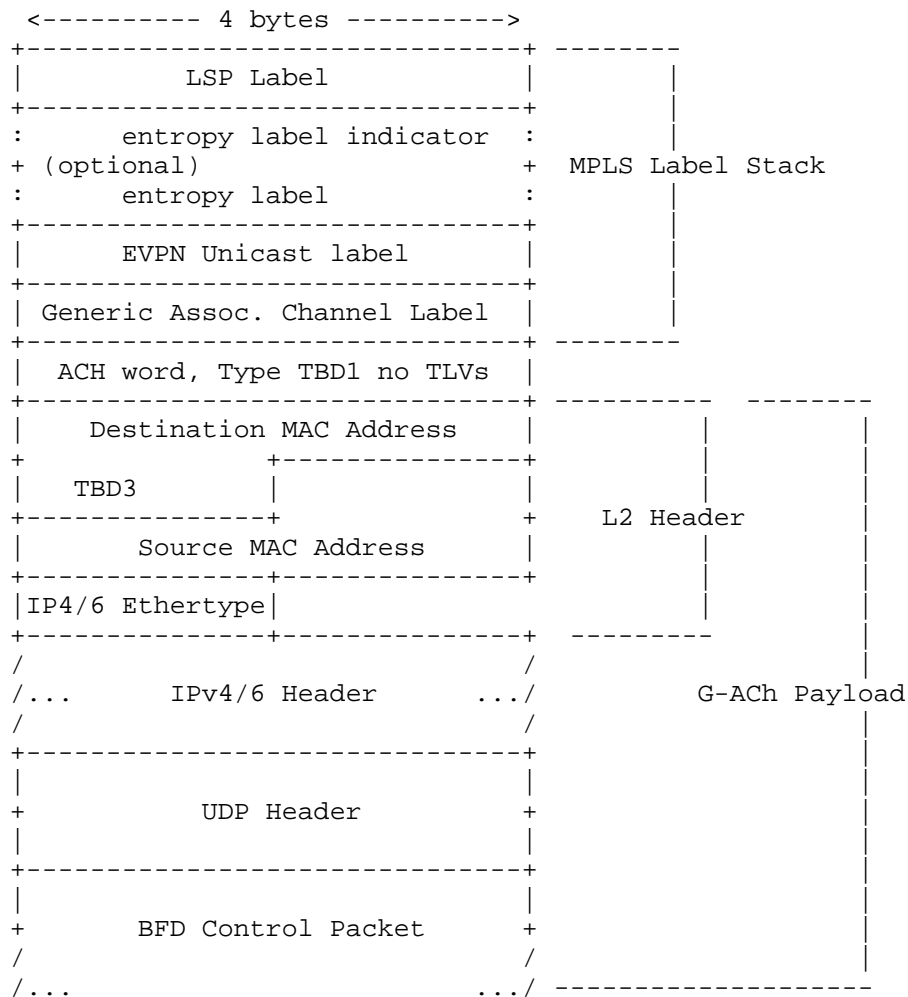 <---------- 4 bytes ---------->
LSP Label
entropy label indicator
(optional) MPLS Label Stack
entropy label
EVPN Unicast label
Generic Assoc. Channel Label
ACH word, Type TBD1 no TLVs
Destination MAC Address
TBD3
L2 Header
Source MAC Address
IP4/6 Ethertype
/... IPv4/6 Header .../ G-ACh Payload
UDP Header
BFD Control Packet
/... .../